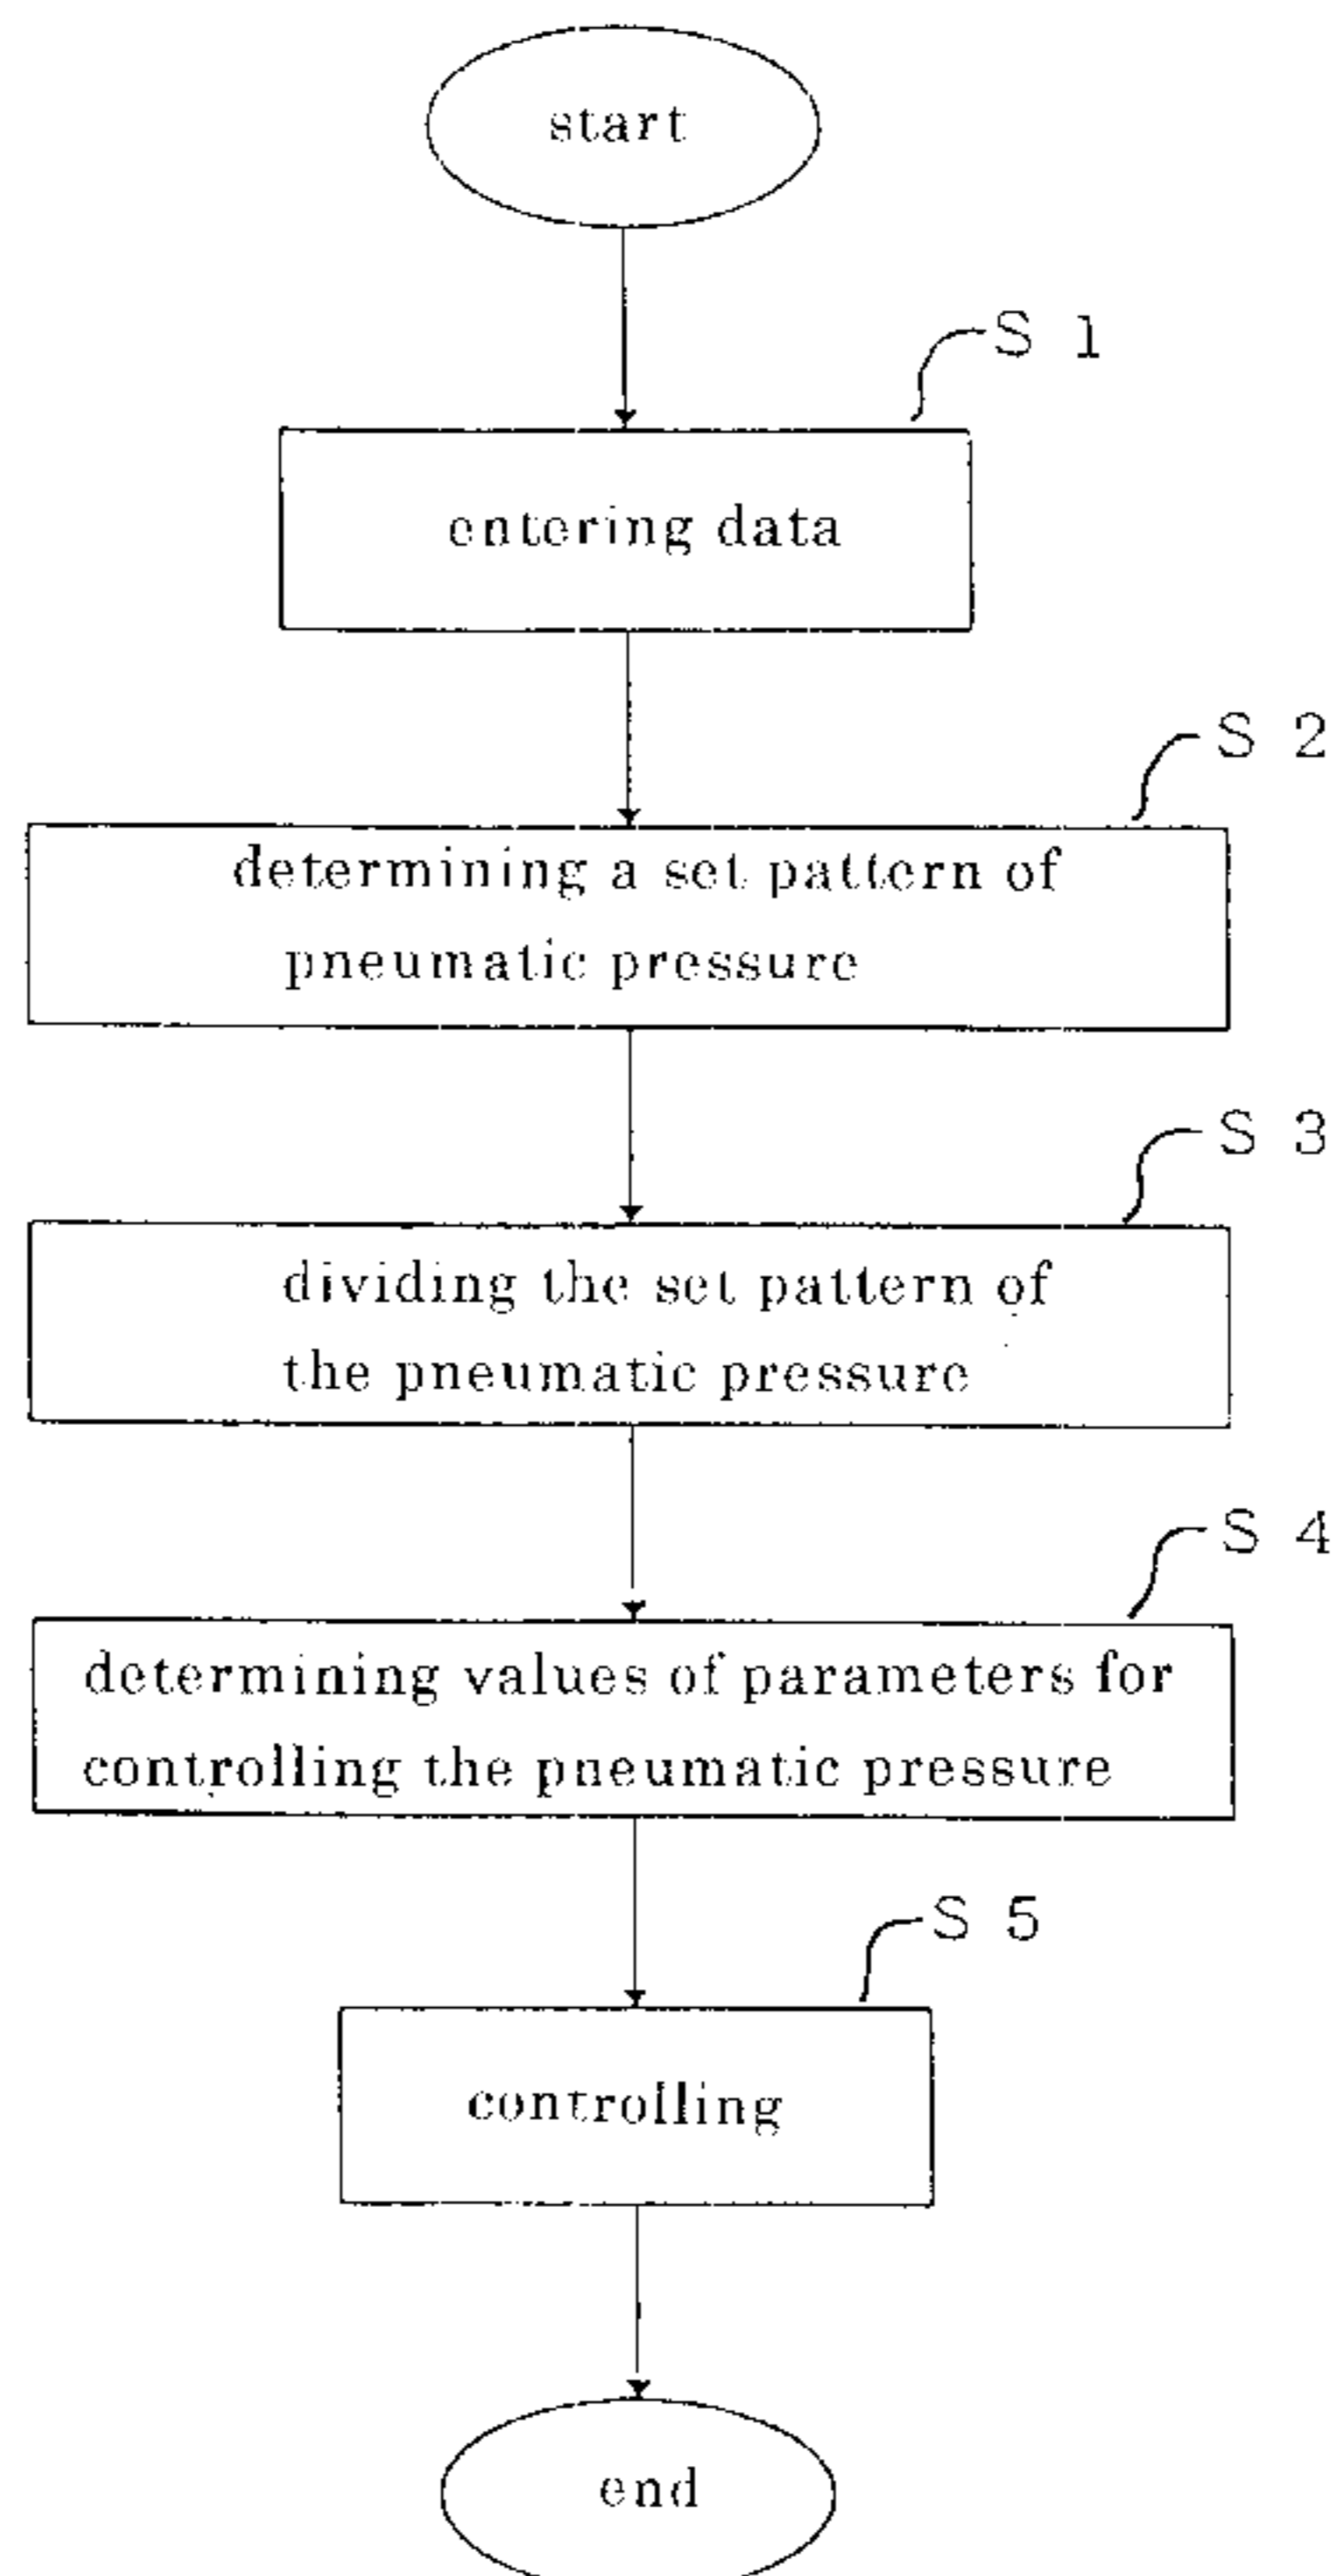 start
S 1
entering data
S 2
determining a set pattern of
pneumatic pressure
S 3
dividing the set pattern of
the pneumatic pressure
S 4
determining values of parameters for
controlling the pneumatic pressure
S 5
controlling
end